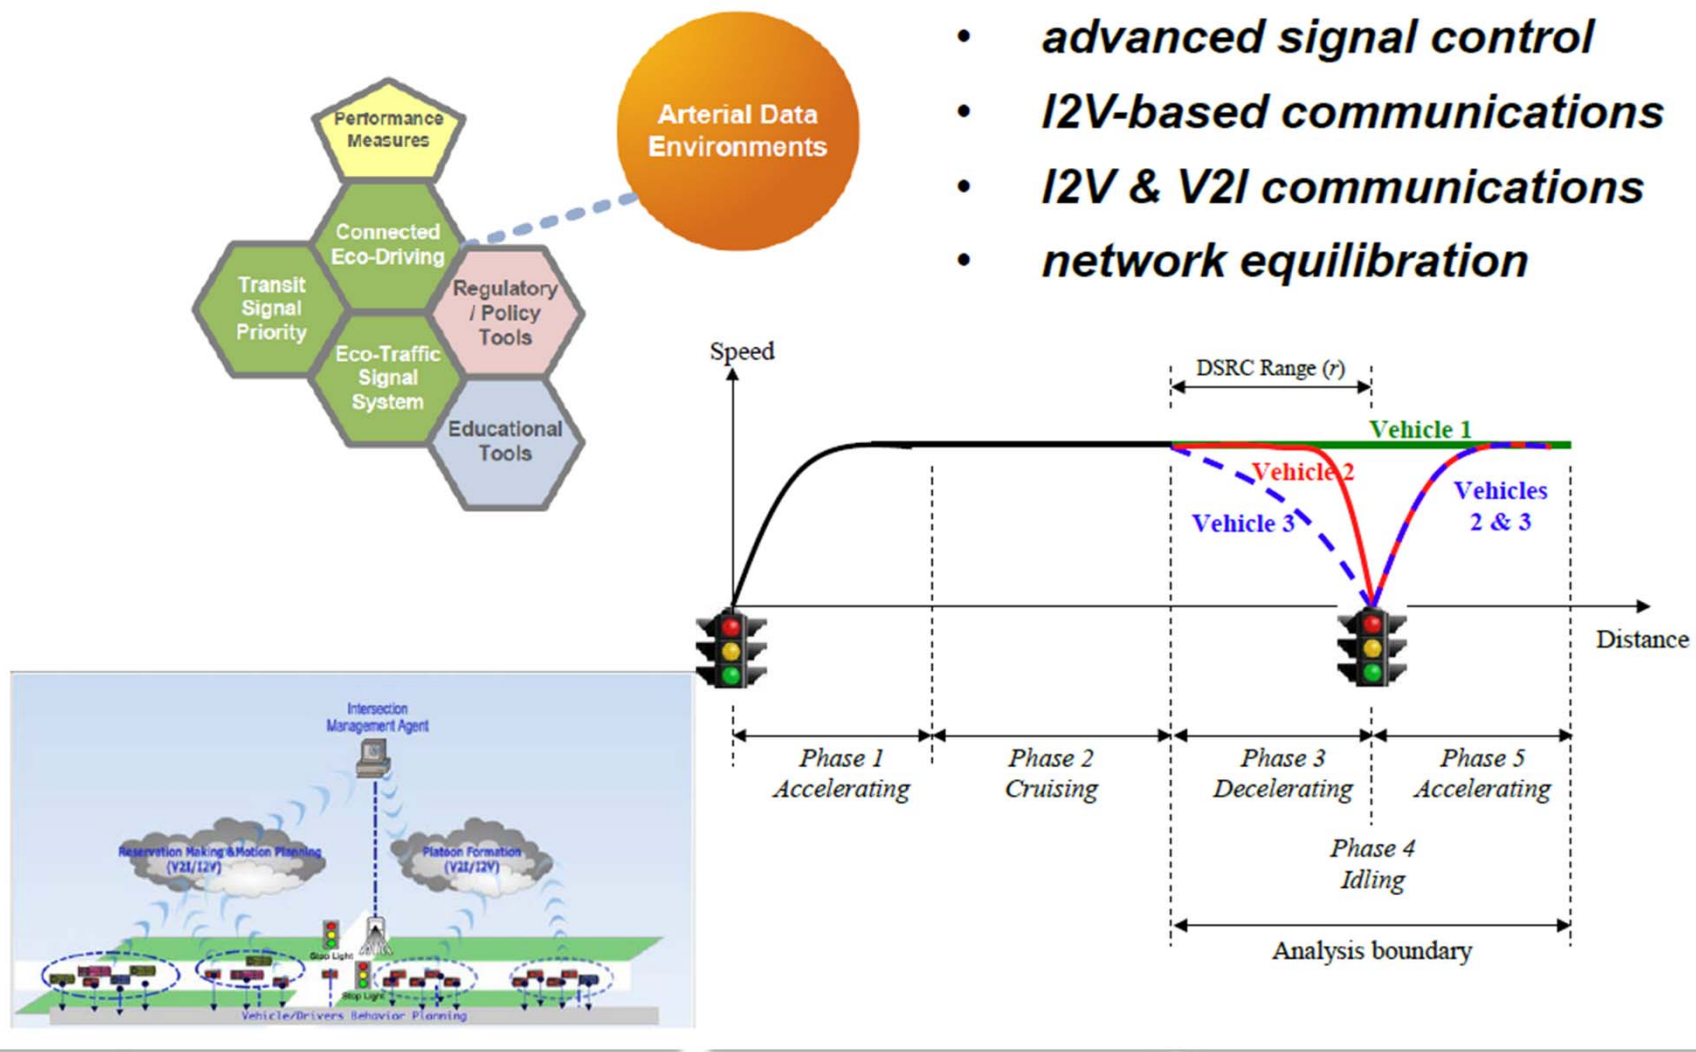 • advanced signal control
• I2V-based communications
• I2V & V2I communications
• network equilibration
Arterial Data
Environments
Performance
Measures
Connected
Eco-Driving
Transit
Signal
Priority
Regulatory
/ Policy
Tools
Eco-Traffic
Signal
System
Educational
Tools
Speed
DSRC Range (r)
Vehicle 1
Vehicle 2
Vehicle 3
Vehicles
2 & 3
Distance
Phase 1
Accelerating
Phase 2
Cruising
Phase 3
Decelerating
Phase 5
Accelerating
Phase 4
Idling
Analysis boundary
Intersection
Management Agent
Reservation Making &Motion Planning
(V2I/I2V)
Platoon Formation
(V2I/I2V)
Stop Light
Stop Light
Vehicle/Drivers Behavior Planning